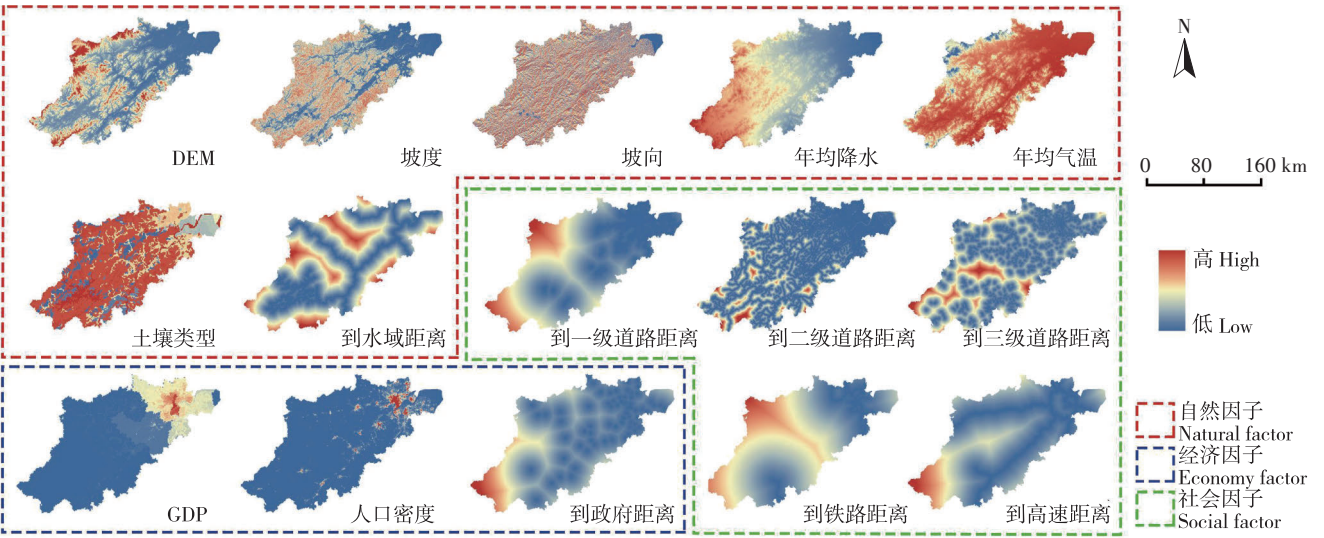 DEM
坡度
坡向
年均降水
年均气温
N
0 80 160 km
土壤类型
到水域距离
到一级道路距离
到二级道路距离
到三级道路距离
高 High
低 Low
GDP
人口密度
到政府距离
到铁路距离
到高速距离
自然因子
Natural factor
经济因子
Economy factor
社会因子
Social factor